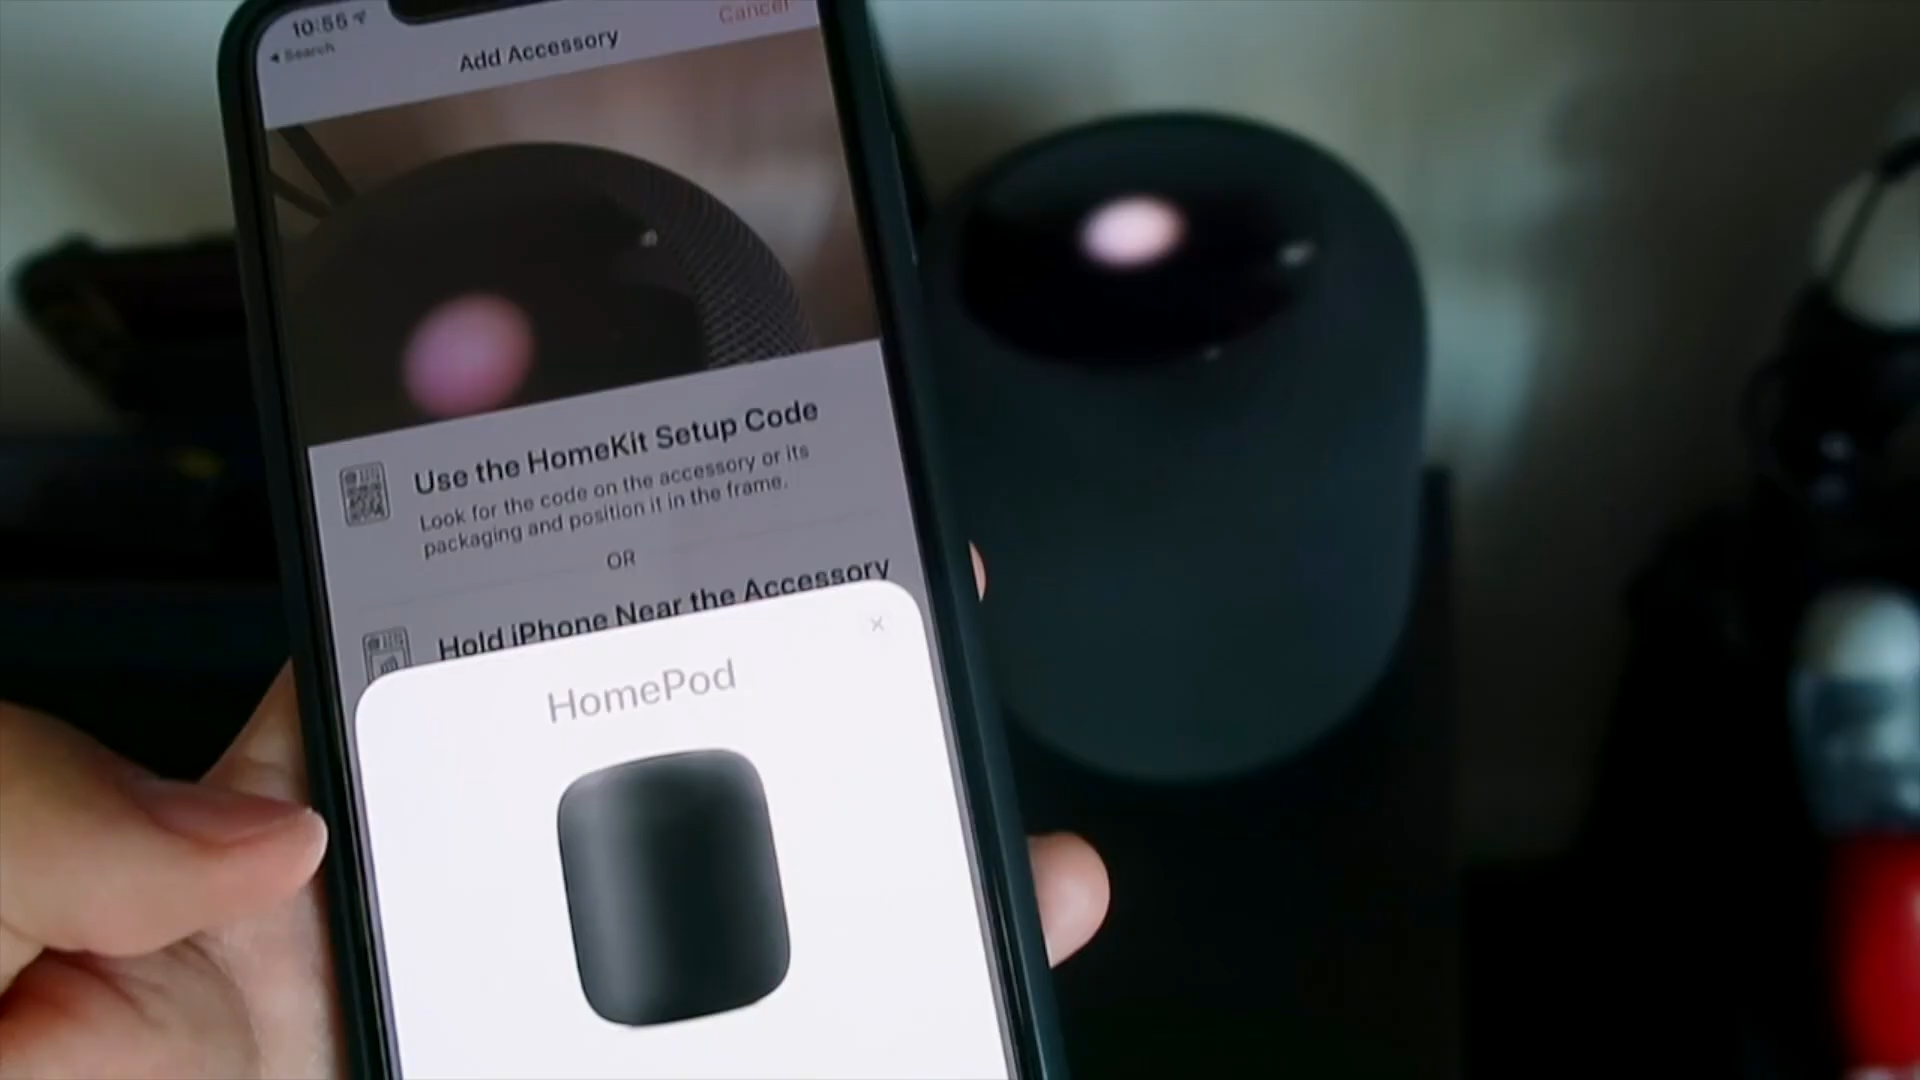 10:55
Search
Cancel
Add Accessory
Use the HomeKit Setup Code
Look for the code on the accessory or its
packaging and position it in the frame.
OR
Hold iPhone Near the Accessory
HomePod